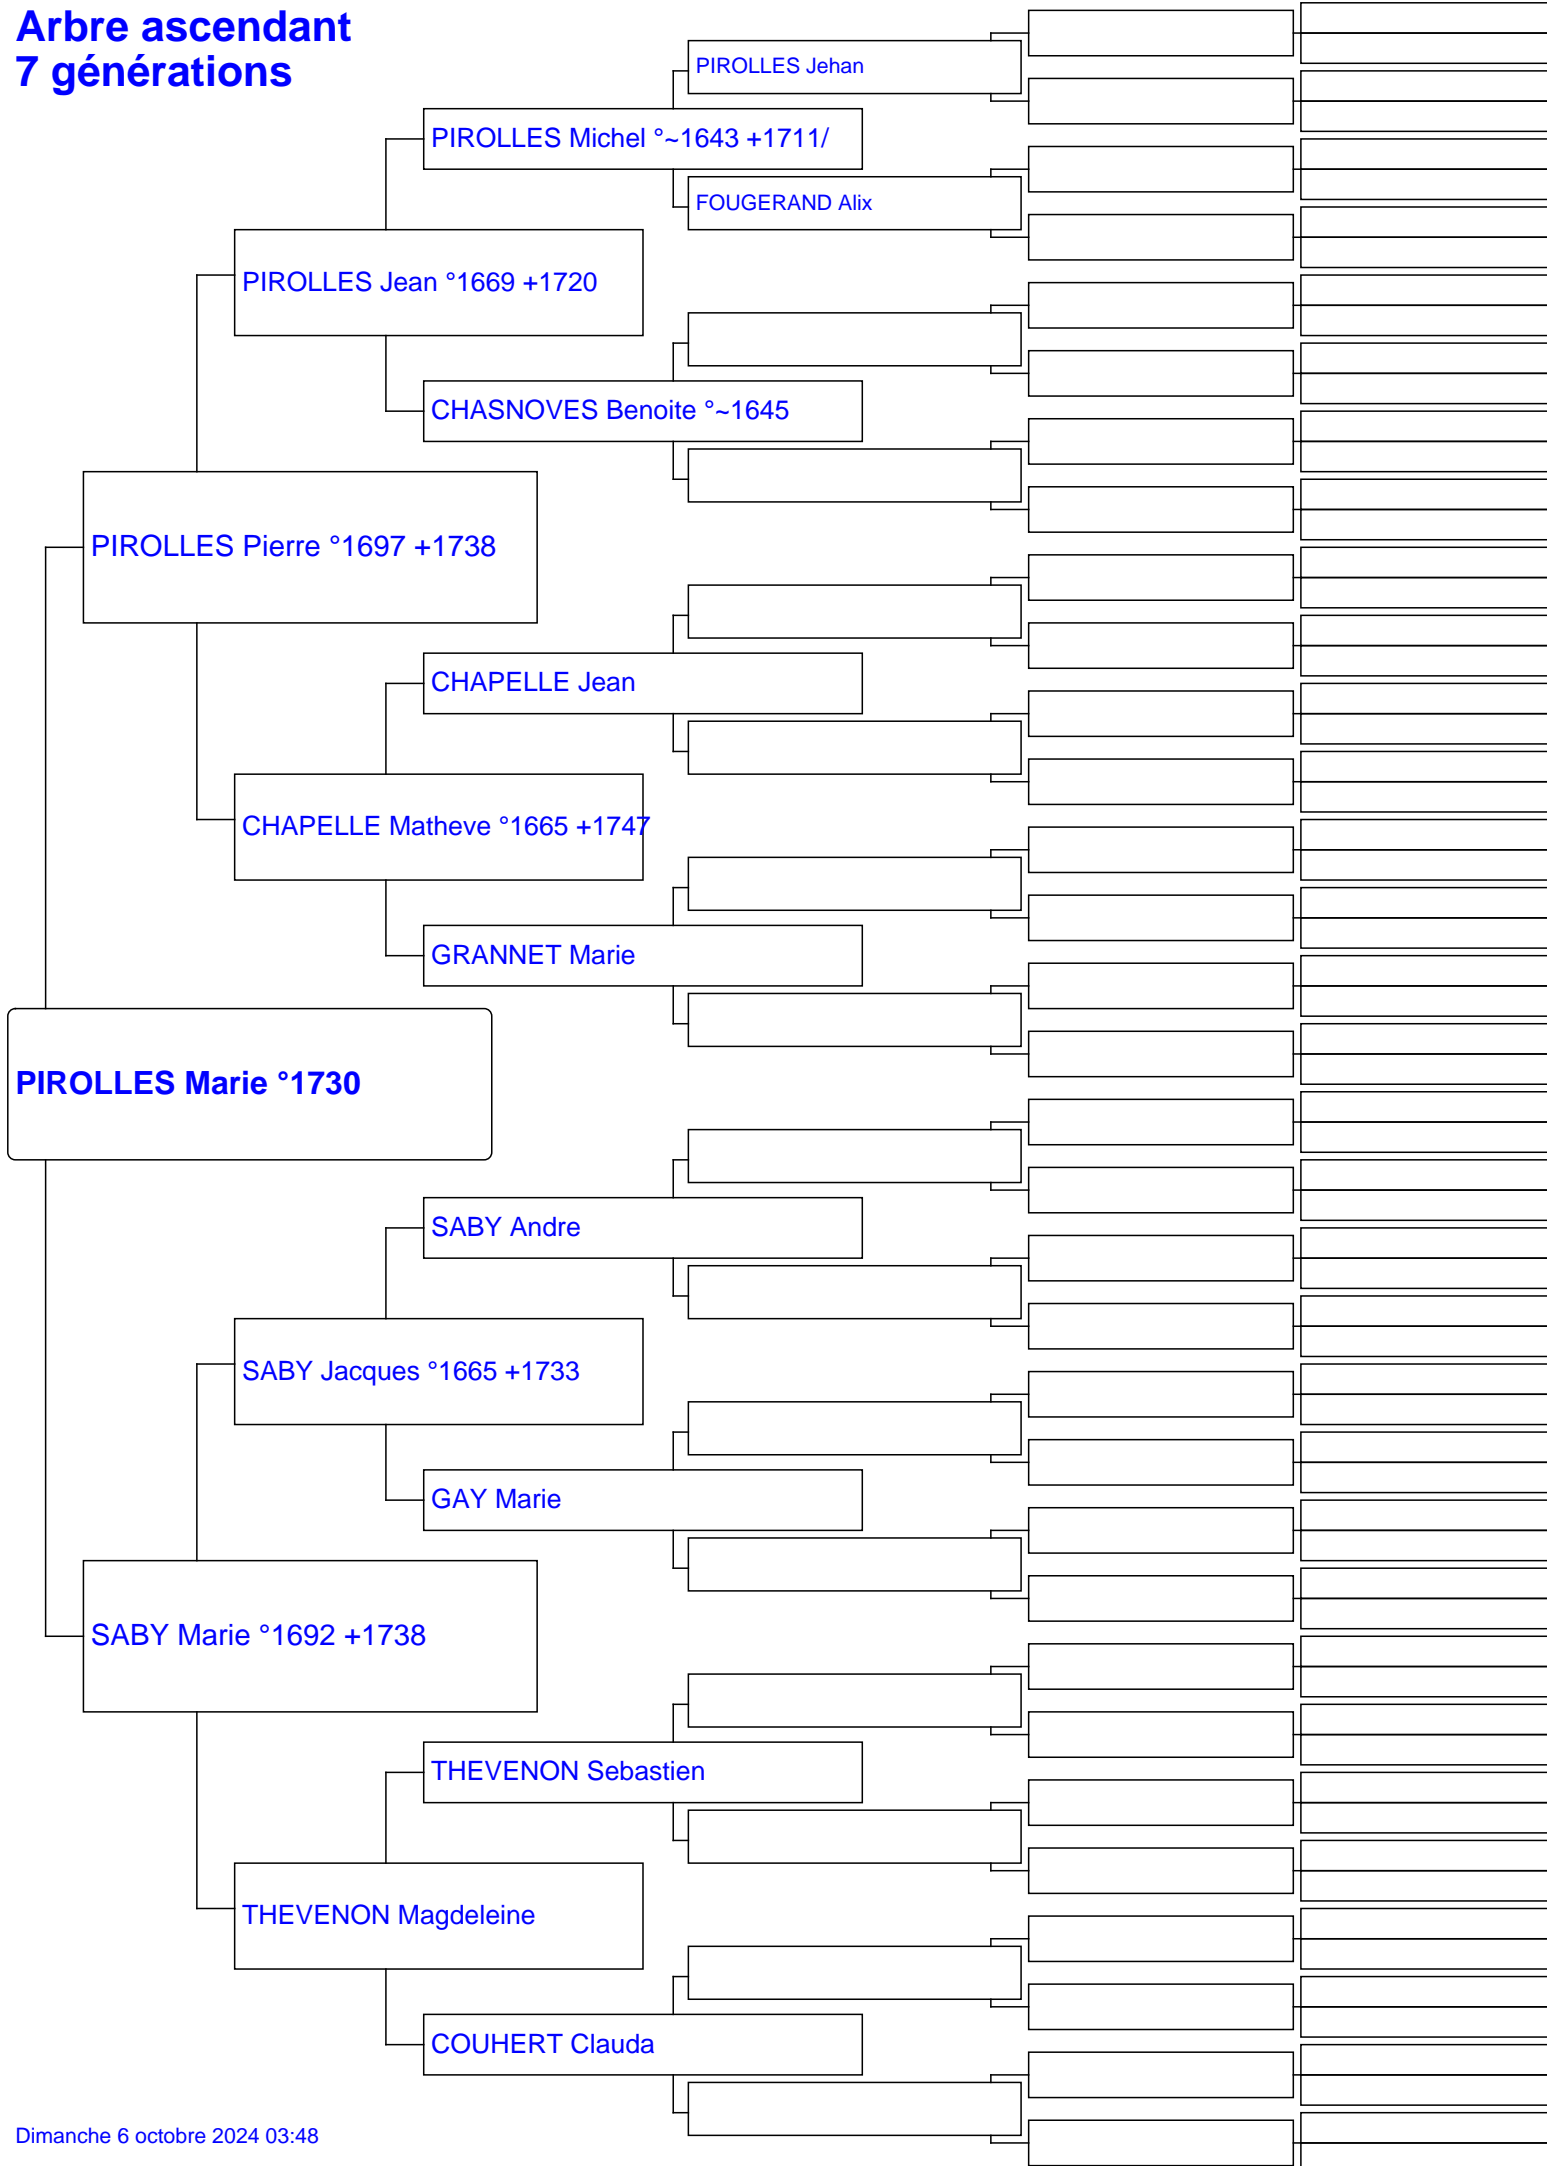 Arbre ascendant
7 générations
PIROLLES Jehan
PIROLLES Michel °~1643 +1711/
FOUGERAND Alix
PIROLLES Jean °1669 +1720
CHASNOVES Benoite °~1645
PIROLLES Pierre °1697 +1738
CHAPELLE Jean
CHAPELLE Matheve °1665 +1747
GRANNET Marie
PIROLLES Marie °1730
SABY Andre
SABY Jacques °1665 +1733
GAY Marie
SABY Marie °1692 +1738
THEVENON Sebastien
THEVENON Magdeleine
COUHERT Clauda
Dimanche 6 octobre 2024 03:48